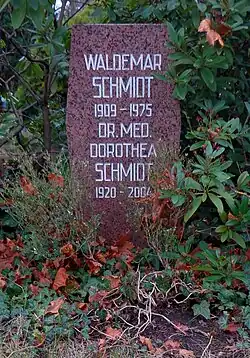 WALDEMAR
SCHMIDT
1909 - 1975
DR. MED.
DOROTHEA
SCHMIDT
1920 - 2004